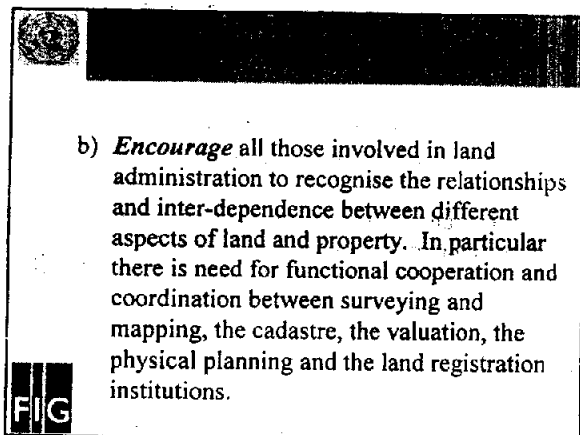 b) Encourage all those involved in land
administration to recognise the relationships
and inter-dependence between different
aspects of land and property. In particular
there is need for functional cooperation and
coordination between surveying and
mapping, the cadastre, the valuation, the
physical planning and the land registration
institutions.
FIG